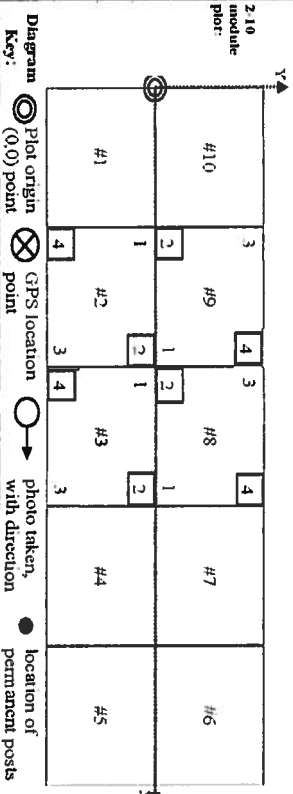 2-10
module
plot:
Y
3 4 3 4
#10 #9 #8 #7 #6
2 1 2 1
1 2 1 2
#1 #2 #3 #4 #5
4 3 4 3
Diagram Key: Plot origin (0,0) point GPS location point photo taken, with direction location of permanent posts